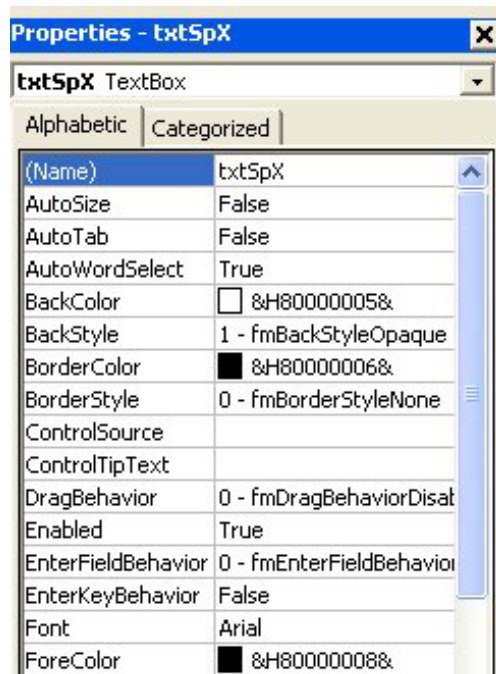 Properties - txtSpX
txtSpX TextBox
Alphabetic Categorized
(Name) txtSpX
AutoSize False
AutoTab False
AutoWordSelect True
BackColor &H80000005&
BackStyle 1 - fmBackStyleOpaque
BorderColor &H80000006&
BorderStyle 0 - fmBorderStyleNone
ControlSource
ControlTipText
DragBehavior 0 - fmDragBehaviorDisab
Enabled True
EnterFieldBehavior 0 - fmEnterFieldBehavior
EnterKeyBehavior False
Font Arial
ForeColor &H80000008&